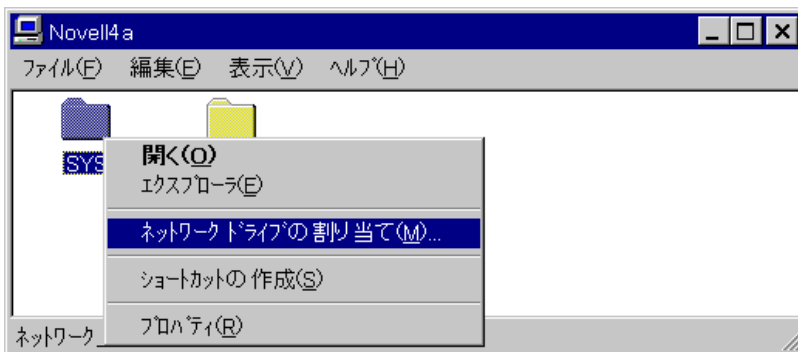 Novell4a
ファイル(F) 編集(E) 表示(V) ヘルプ(H)
SYS
開く(O)
エクスプローラ(E)
ネットワーク ドライブの割り当て(M)...
ショートカットの作成(S)
プロパティ(R)
ネットワーク